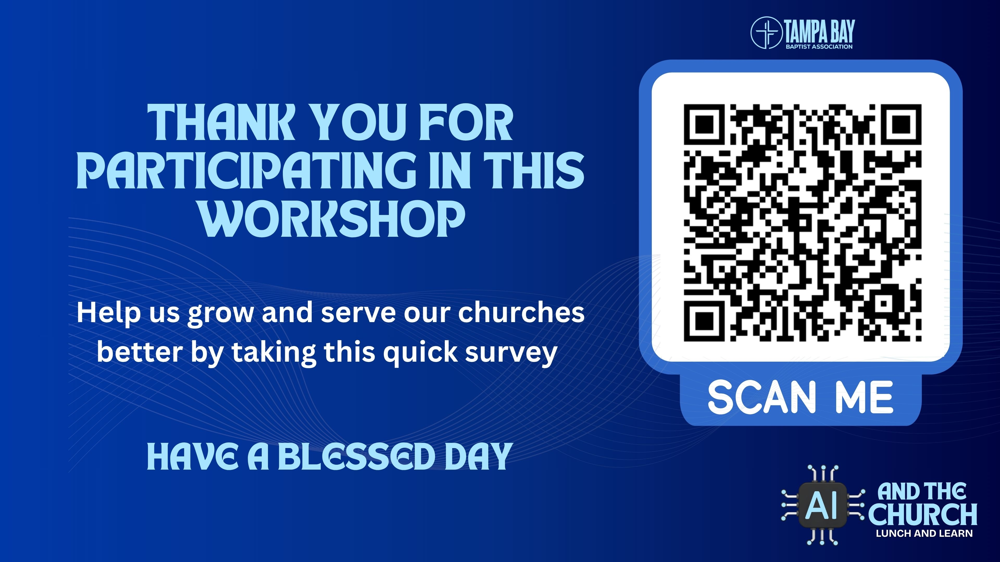 TAMPA BAY
BAPTIST ASSOCIATION
THANK YOU FOR
PARTICIPATING IN THIS
WORKSHOP
Help us grow and serve our churches
better by taking this quick survey
HAVE A BLESSED DAY
SCAN ME
AI
AND THE
CHURCH
LUNCH AND LEARN